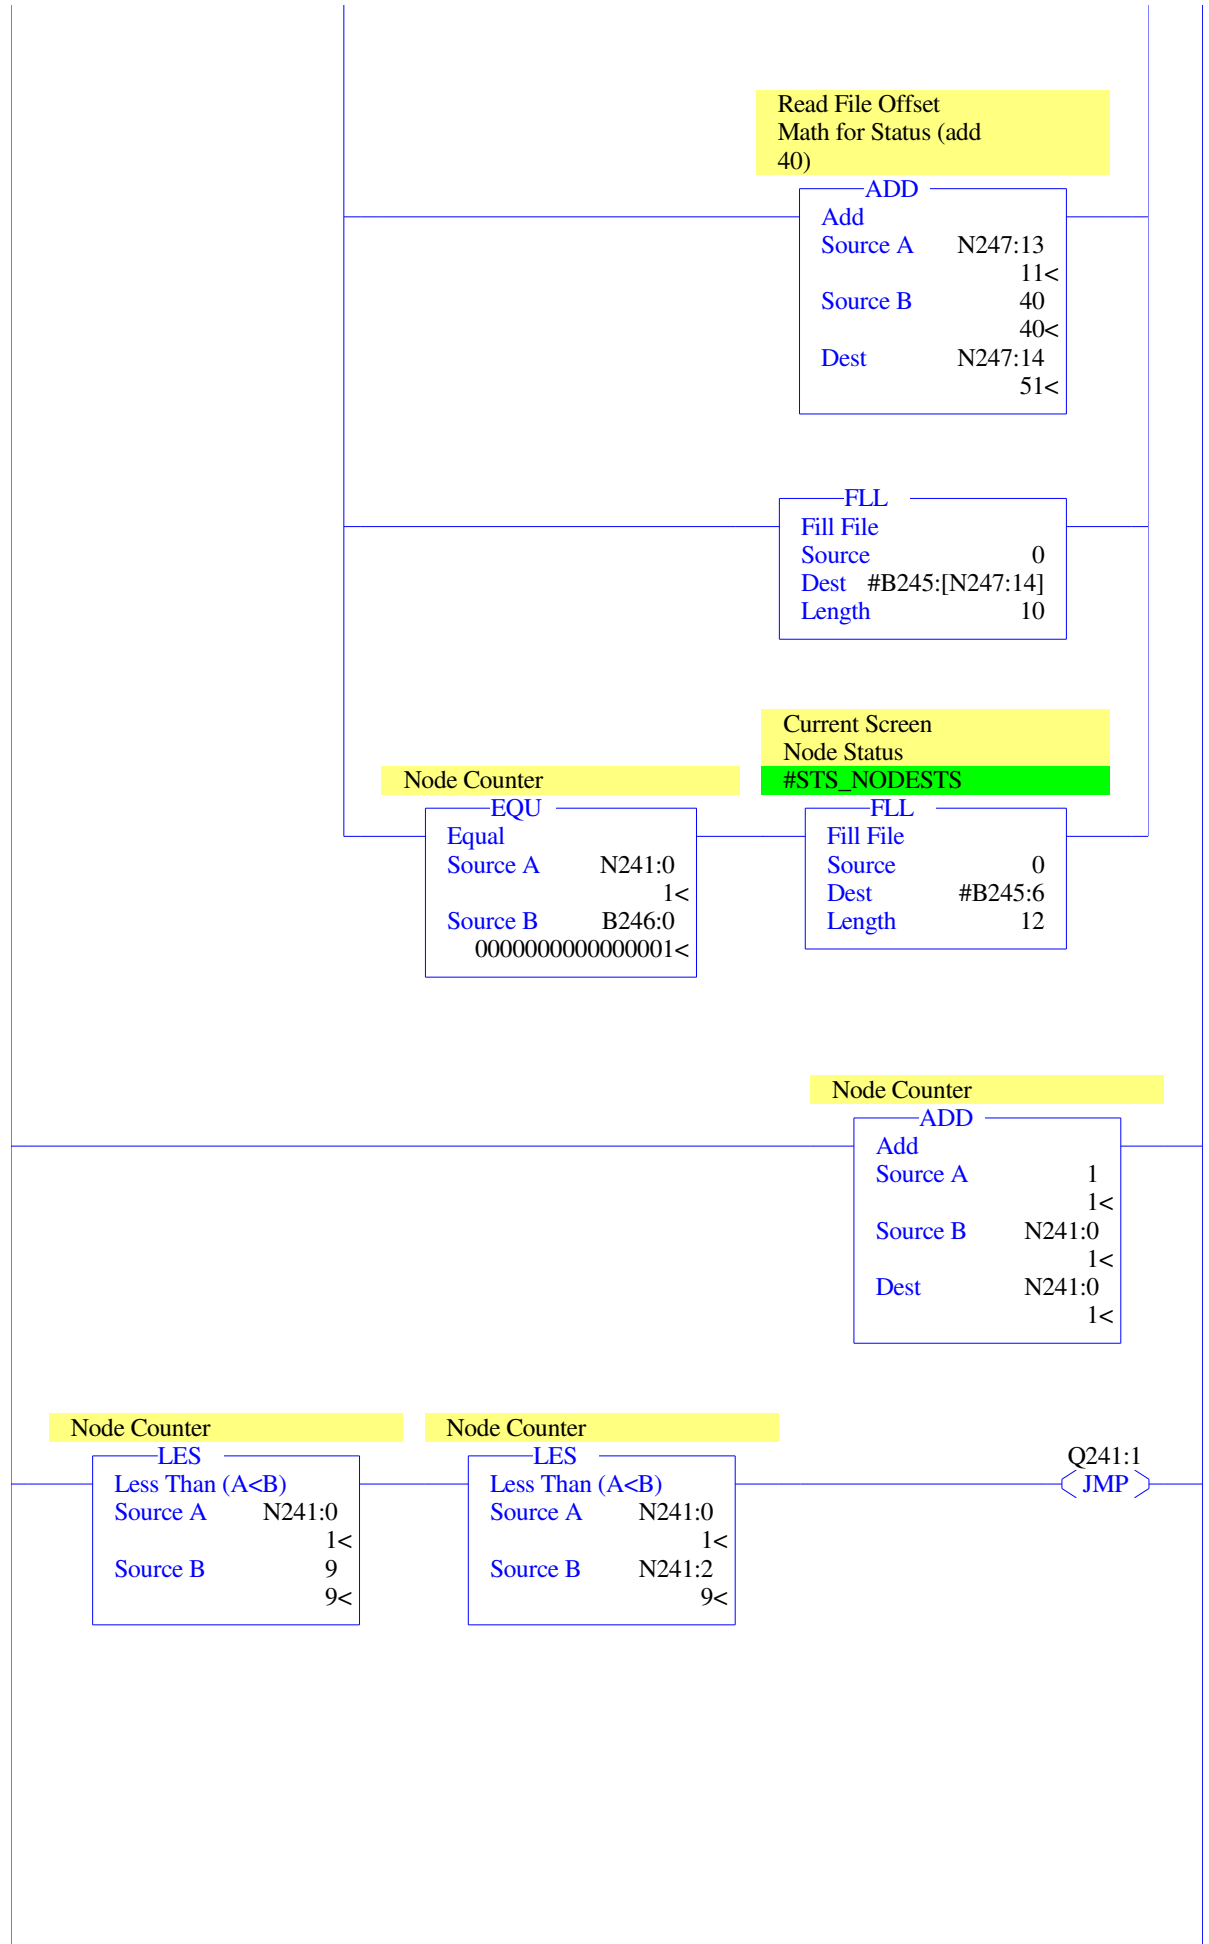 Read File Offset
Math for Status (add
40)
ADD
Add
Source A N247:13
11<
Source B 40
40<
Dest N247:14
51<
FLL
Fill File
Source 0
Dest #B245:[N247:14]
Length 10
Current Screen
Node Status
#STS_NODESTS
Node Counter
EQU
Equal
Source A N241:0
1<
Source B B246:0
0000000000000001<
FLL
Fill File
Source 0
Dest #B245:6
Length 12
Node Counter
ADD
Add
Source A 1
1<
Source B N241:0
1<
Dest N241:0
1<
Node Counter
LES
Less Than (A<B)
Source A N241:0
1<
Source B 9
9<
Node Counter
LES
Less Than (A<B)
Source A N241:0
1<
Source B N241:2
9<
Q241:1
JMP